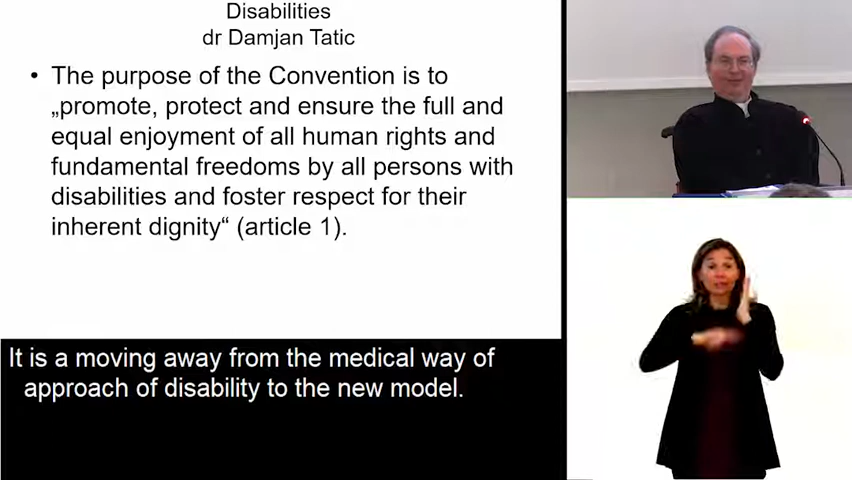 Disabilities
dr Damjan Tatic
• The purpose of the Convention is to
„promote, protect and ensure the full and
equal enjoyment of all human rights and
fundamental freedoms by all persons with
disabilities and foster respect for their
inherent dignity“ (article 1).
It is a moving away from the medical way of
approach of disability to the new model.